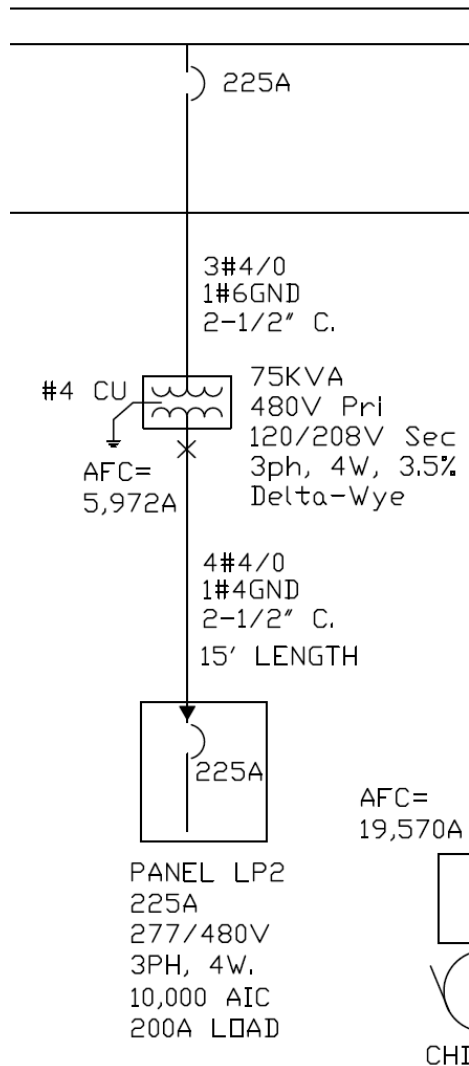 225A
3#4/0
1#6GND
2-1/2" C.
#4 CU
75KVA
480V Pri
120/208V Sec
3ph, 4W, 3.5%
Delta-Wye
AFC=
5,972A
4#4/0
1#4GND
2-1/2" C.
15' LENGTH
225A
AFC=
19,570A
PANEL LP2
225A
277/480V
3PH, 4W.
10,000 AIC
200A LOAD
CHI